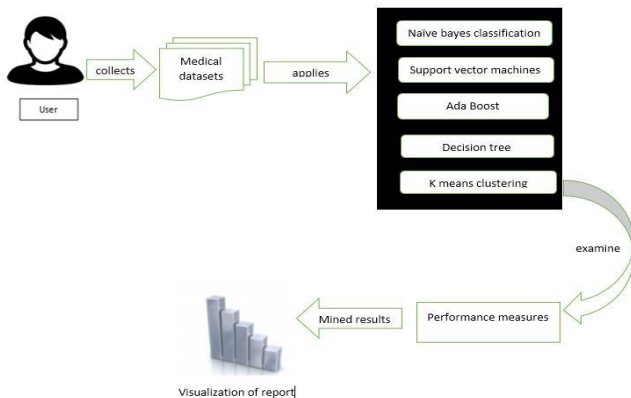 User
collects
Medical
datasets
applies
Naïve bayes classification
Support vector machines
Ada Boost
Decision tree
K means clustering
examine
Performance measures
Mined results
Visualization of report